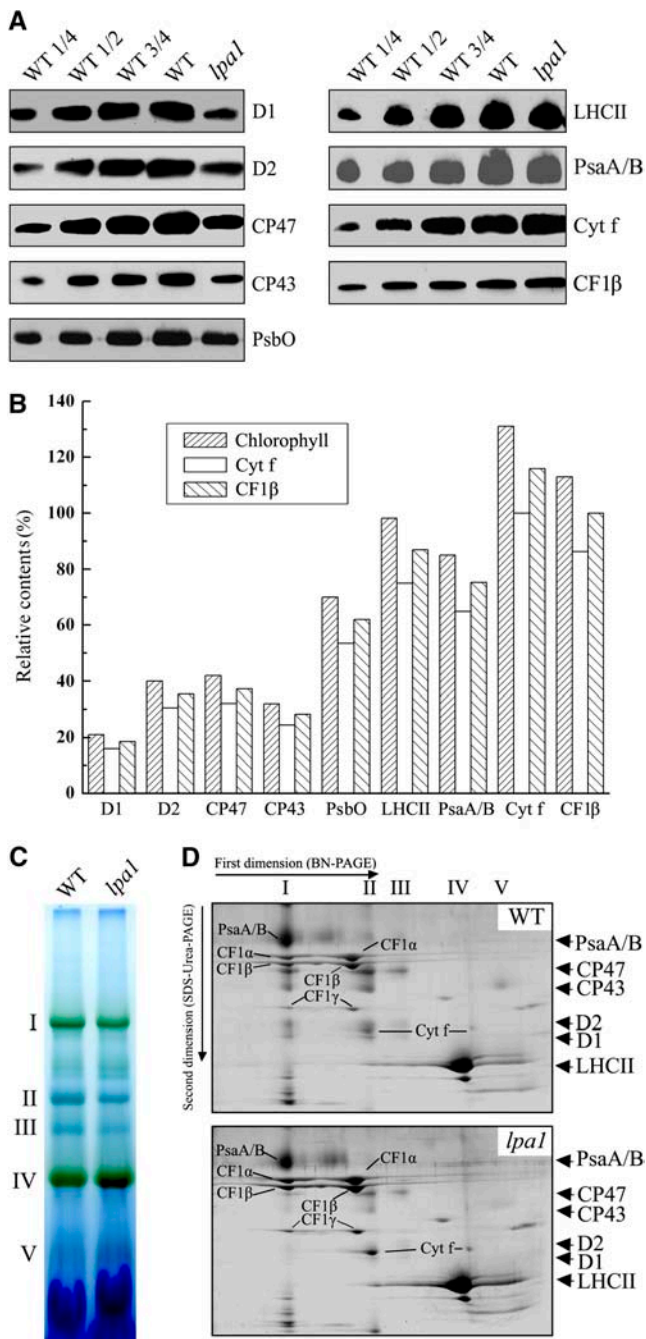 A
WT 1/4 WT 1/2 WT 3/4 WT lpa1
D1
D2
CP47
CP43
PsbO
WT 1/4 WT 1/2 WT 3/4 WT lpa1
LHCII
PsaA/B
Cyt f
CF1β
B
Relative contents (%)
140
120
100
80
60
40
20
0
Chlorophyll
Cyt f
CF1β
D1 D2 CP47 CP43 PsbO LHCII PsaA/B Cyt f CF1β
C
WT lpa1
I
II
III
IV
V
D
First dimension (BN-PAGE)
I II III IV V
Second dimension (SDS-Urea-PAGE)
WT
PsaA/B
CF1α
CF1β
CF1α
CF1β
CF1γ
Cyt f
PsaA/B
CP47
CP43
D2
D1
LHCII
lpa1
PsaA/B
CF1α
CF1β
CF1α
CF1β
CF1γ
Cyt f
PsaA/B
CP47
CP43
D2
D1
LHCII